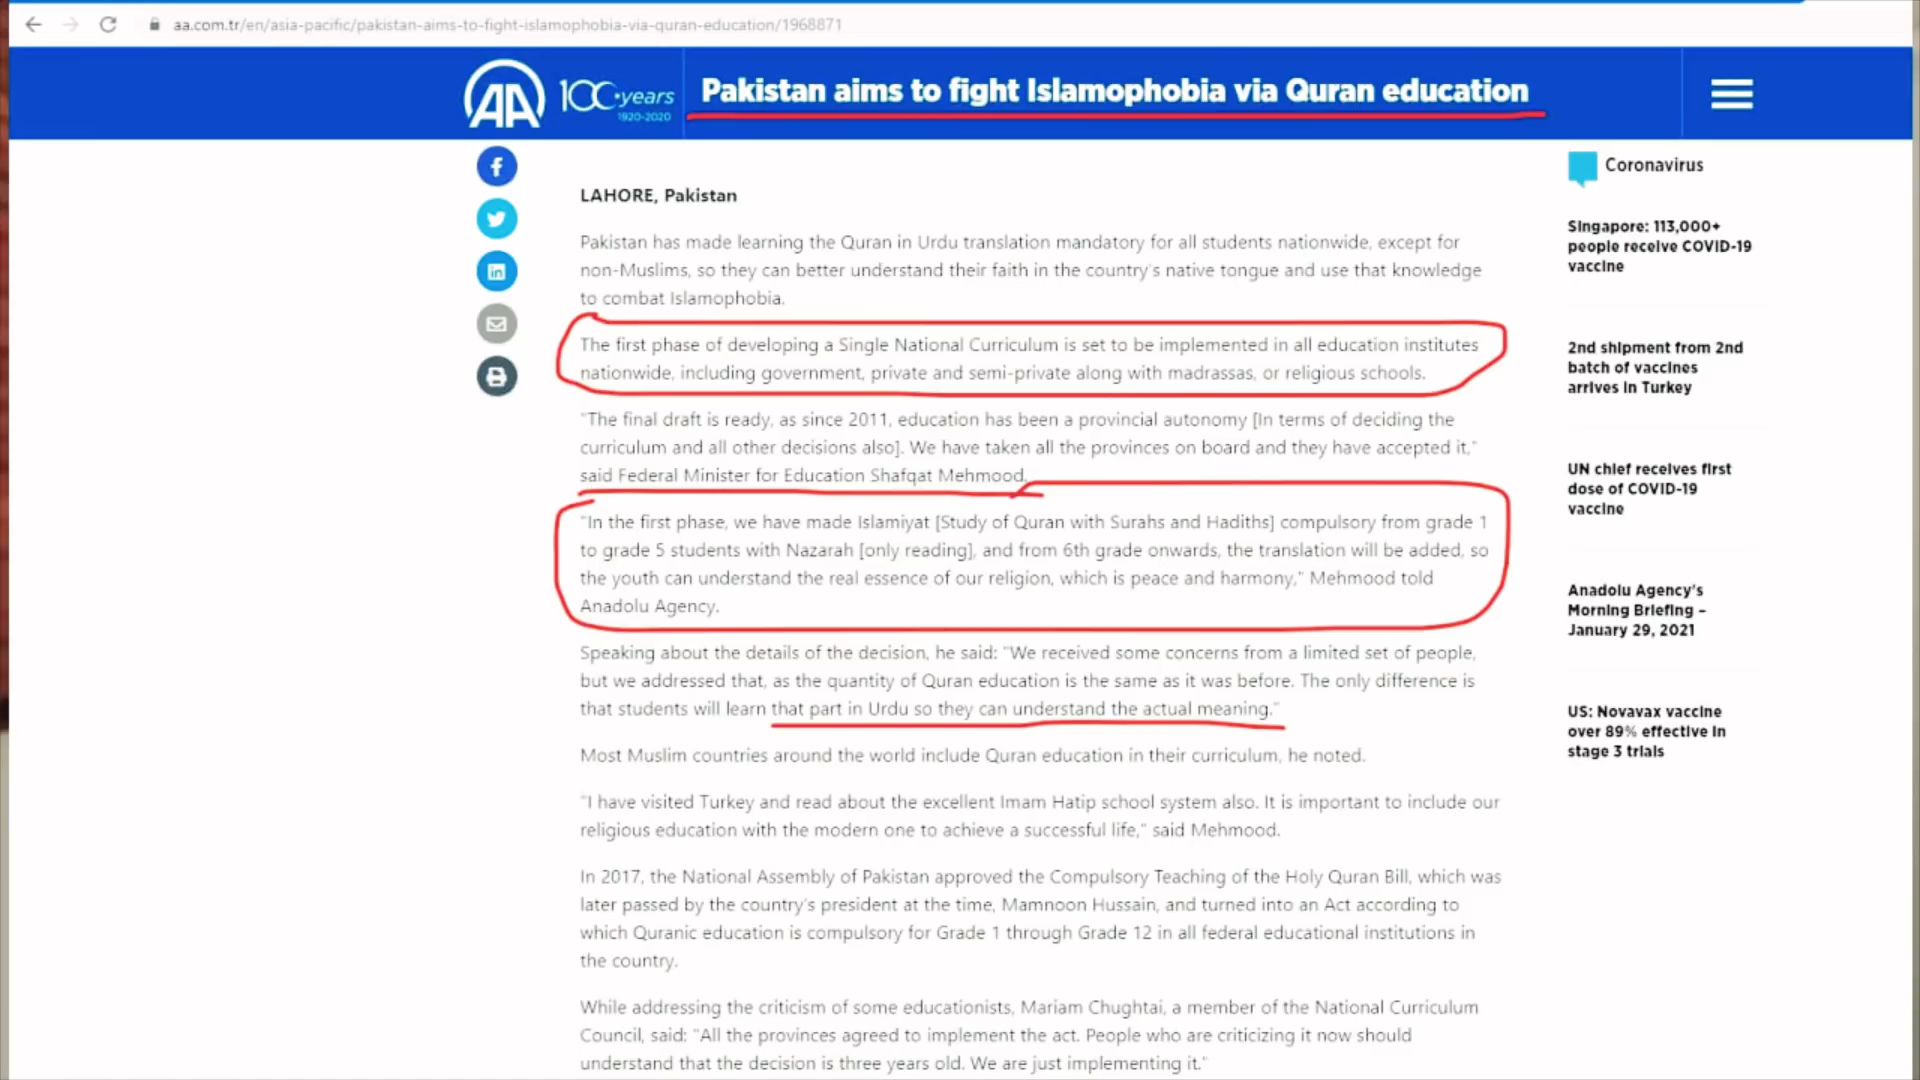 aa.com.tr/en/asia-pacific/pakistan-aims-to-fight-islamophobia-via-quran-education/1968871
AA
100 years
1920-2020
Pakistan aims to fight Islamophobia via Quran education
LAHORE, Pakistan
Pakistan has made learning the Quran in Urdu translation mandatory for all students nationwide, except for
non-Muslims, so they can better understand their faith in the country's native tongue and use that knowledge
to combat Islamophobia.
The first phase of developing a Single National Curriculum is set to be implemented in all education institutes
nationwide, including government, private and semi-private along with madrassas, or religious schools.
"The final draft is ready, as since 2011, education has been a provincial autonomy [In terms of deciding the
curriculum and all other decisions also]. We have taken all the provinces on board and they have accepted it,"
said Federal Minister for Education Shafqat Mehmood.
"In the first phase, we have made Islamiyat [Study of Quran with Surahs and Hadiths] compulsory from grade 1
to grade 5 students with Nazarah [only reading], and from 6th grade onwards, the translation will be added, so
the youth can understand the real essence of our religion, which is peace and harmony," Mehmood told
Anadolu Agency.
Speaking about the details of the decision, he said: "We received some concerns from a limited set of people,
but we addressed that, as the quantity of Quran education is the same as it was before. The only difference is
that students will learn that part in Urdu so they can understand the actual meaning."
Most Muslim countries around the world include Quran education in their curriculum, he noted.
"I have visited Turkey and read about the excellent Imam Hatip school system also. It is important to include our
religious education with the modern one to achieve a successful life," said Mehmood.
In 2017, the National Assembly of Pakistan approved the Compulsory Teaching of the Holy Quran Bill, which was
later passed by the country's president at the time, Mamnoon Hussain, and turned into an Act according to
which Quranic education is compulsory for Grade 1 through Grade 12 in all federal educational institutions in
the country.
While addressing the criticism of some educationists, Mariam Chughtai, a member of the National Curriculum
Council, said: "All the provinces agreed to implement the act. People who are criticizing it now should
understand that the decision is three years old. We are just implementing it."
Coronavirus
Singapore: 113,000+
people receive COVID-19
vaccine
2nd shipment from 2nd
batch of vaccines
arrives in Turkey
UN chief receives first
dose of COVID-19
vaccine
Anadolu Agency's
Morning Briefing –
January 29, 2021
US: Novavax vaccine
over 89% effective in
stage 3 trials